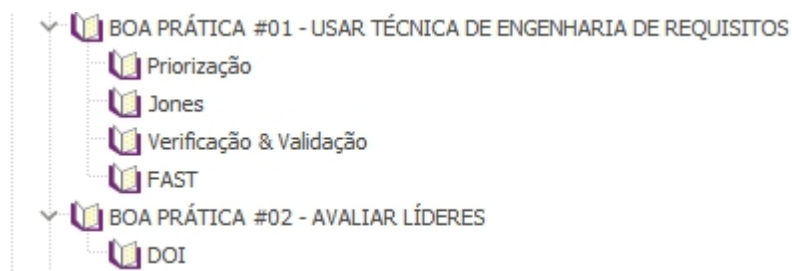 BOA PRÁTICA #01 - USAR TÉCNICA DE ENGENHARIA DE REQUISITOS
Priorização
Jones
Verificação & Validação
FAST
BOA PRÁTICA #02 - AVALIAR LÍDERES
DOI